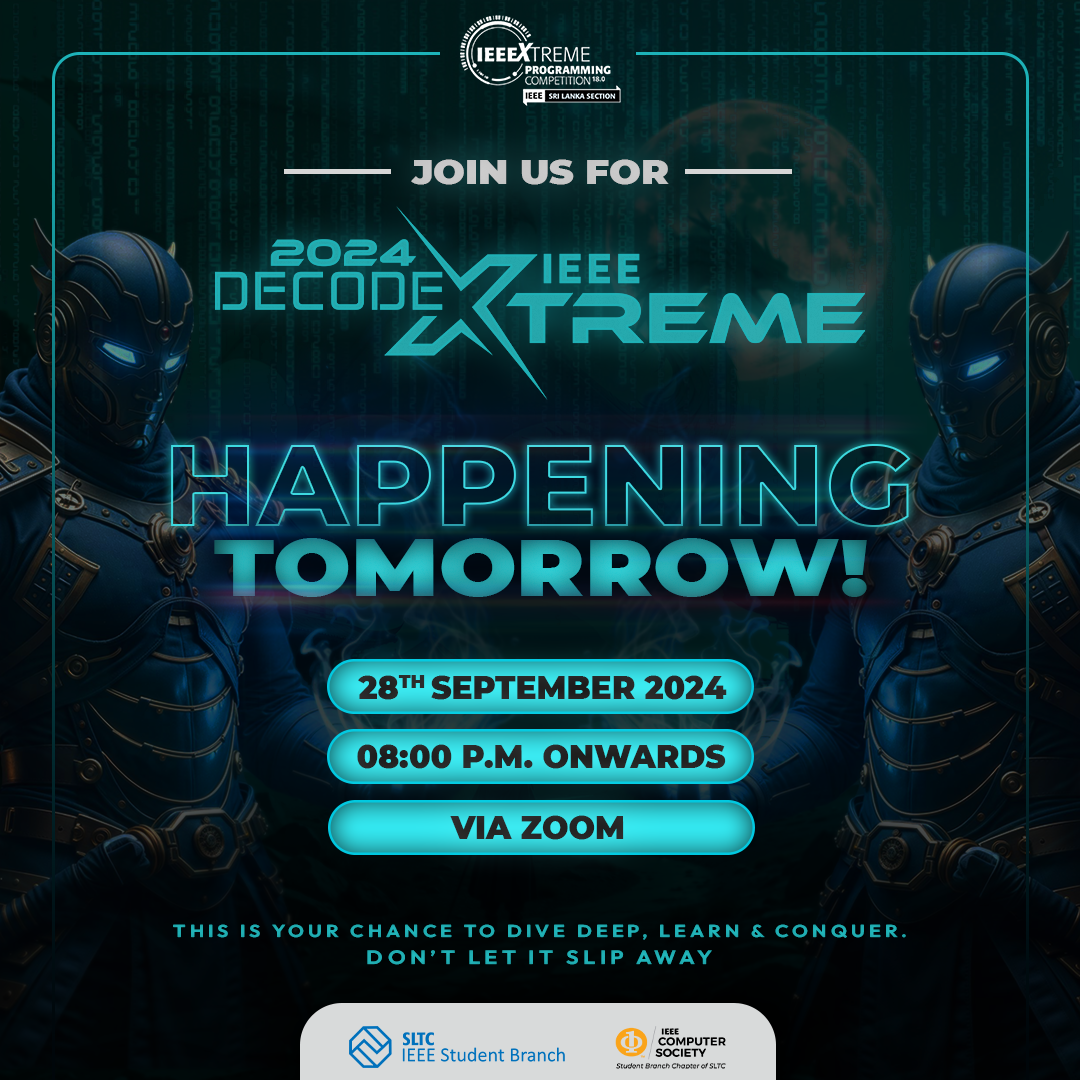 IEEEXTREME
PROGRAMMING
COMPETITION 18.0
IEEE SRI LANKA SECTION
JOIN US FOR
2024
DECODE X IEEE
XTREME
HAPPENING
TOMORROW!
28TH SEPTEMBER 2024
08:00 P.M. ONWARDS
VIA ZOOM
THIS IS YOUR CHANCE TO DIVE DEEP, LEARN & CONQUER.
DON'T LET IT SLIP AWAY
SLTC
IEEE Student Branch
IEEE
COMPUTER
SOCIETY
Student Branch Chapter of SLTC